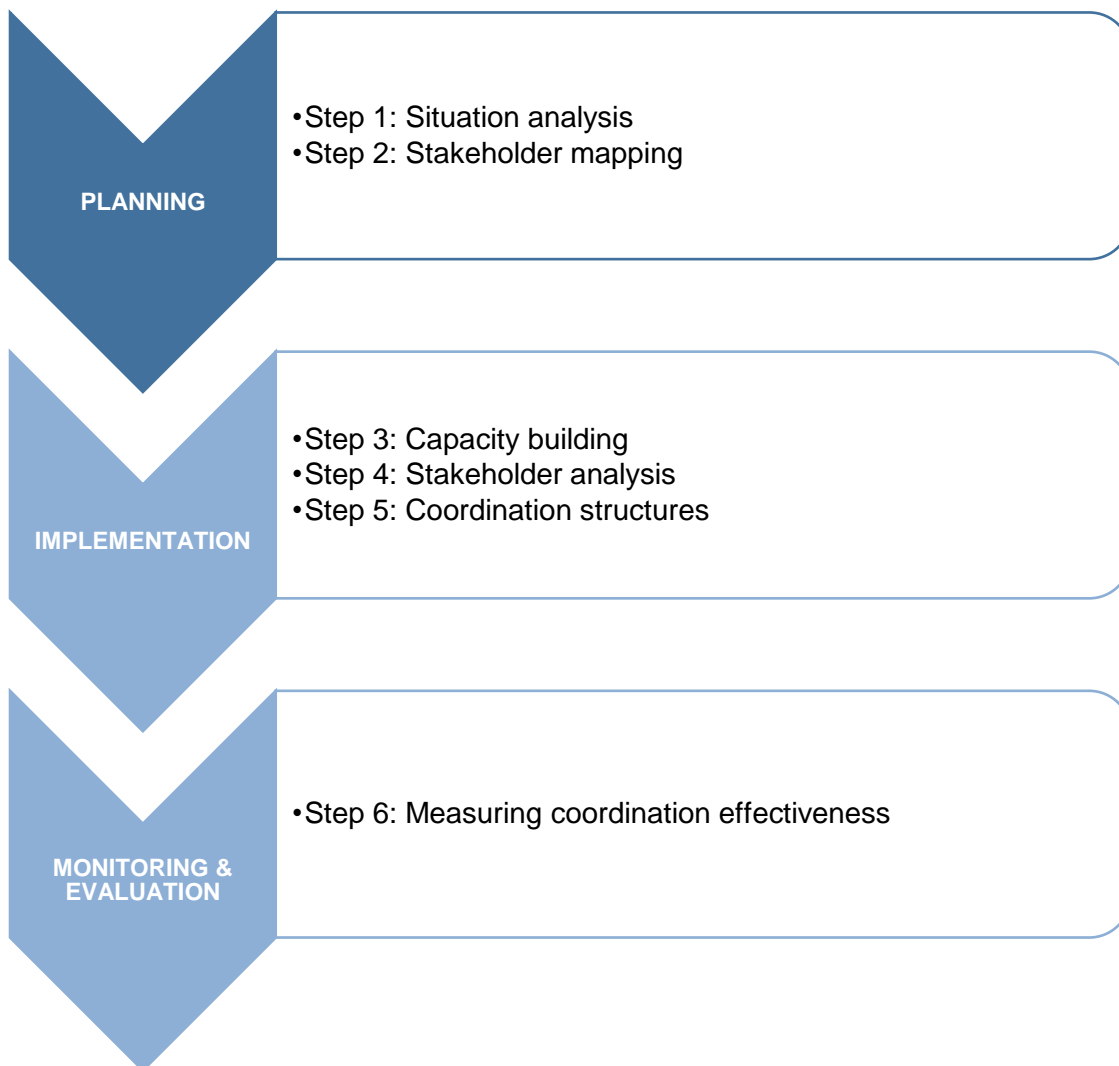 PLANNING
•Step 1: Situation analysis
•Step 2: Stakeholder mapping
IMPLEMENTATION
•Step 3: Capacity building
•Step 4: Stakeholder analysis
•Step 5: Coordination structures
MONITORING &
EVALUATION
•Step 6: Measuring coordination effectiveness